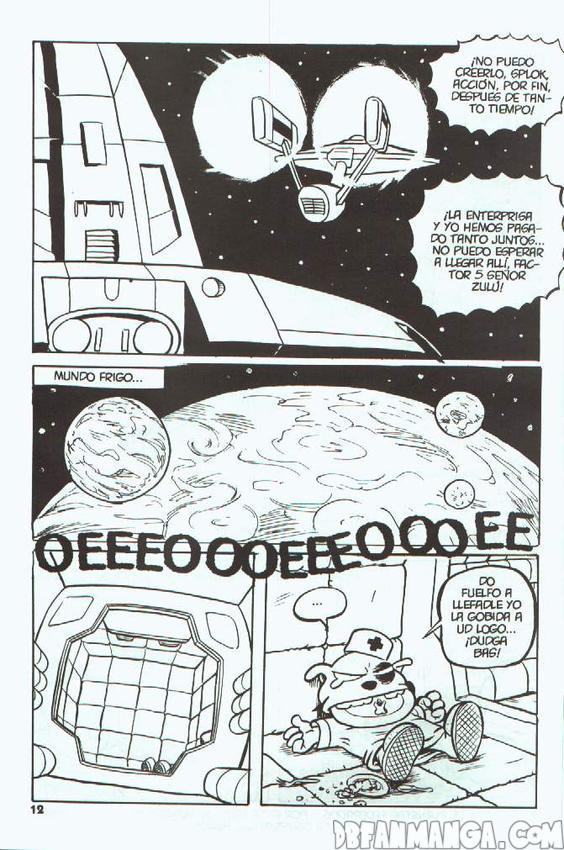 ¡NO PUEDO
CREERLO, SPLOK,
ACCIÓN, POR FIN,
DESPUES DE TAN-
TO TIEMPO!
¡LA ENTERPRISA
Y YO HEMOS PASA-
DO TANTO JUNTOS...
NO PUEDO ESPERAR
A LLEGAR ALLÍ, FAC-
TOR 5 SEÑOR
ZULÚ!
MUNDO FRIGO...
OEEEOOOOEEEEOOOOEE
...
DO
FUELFO A
LLEFADLE YO
LA GOBIDA A
UD LOGO...
¡DUDGA
BAS!
12
DBFANMANGA.COM